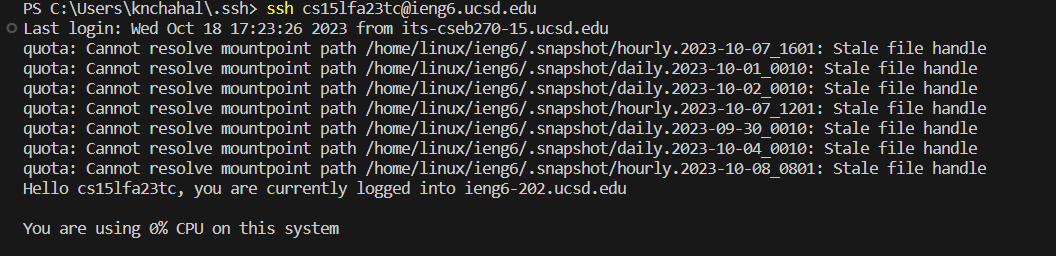 PS C:\Users\knchahal\.ssh> ssh cs15lfa23tc@ieng6.ucsd.edu
Last login: Wed Oct 18 17:23:26 2023 from its-cseb270-15.ucsd.edu
quota: Cannot resolve mountpoint path /home/linux/ieng6/.snapshot/hourly.2023-10-07_1601: Stale file handle
quota: Cannot resolve mountpoint path /home/linux/ieng6/.snapshot/daily.2023-10-01_0010: Stale file handle
quota: Cannot resolve mountpoint path /home/linux/ieng6/.snapshot/daily.2023-10-02_0010: Stale file handle
quota: Cannot resolve mountpoint path /home/linux/ieng6/.snapshot/hourly.2023-10-07_1201: Stale file handle
quota: Cannot resolve mountpoint path /home/linux/ieng6/.snapshot/daily.2023-09-30_0010: Stale file handle
quota: Cannot resolve mountpoint path /home/linux/ieng6/.snapshot/daily.2023-10-04_0010: Stale file handle
quota: Cannot resolve mountpoint path /home/linux/ieng6/.snapshot/hourly.2023-10-08_0801: Stale file handle
Hello cs15lfa23tc, you are currently logged into ieng6-202.ucsd.edu
You are using 0% CPU on this system